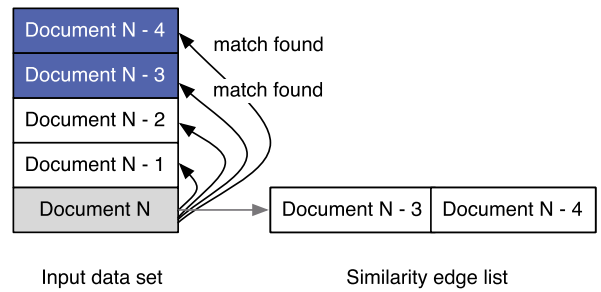 Document N - 4
match found
Document N - 3
match found
Document N - 2
Document N - 1
Document N
Document N - 3
Document N - 4
Input data set
Similarity edge list